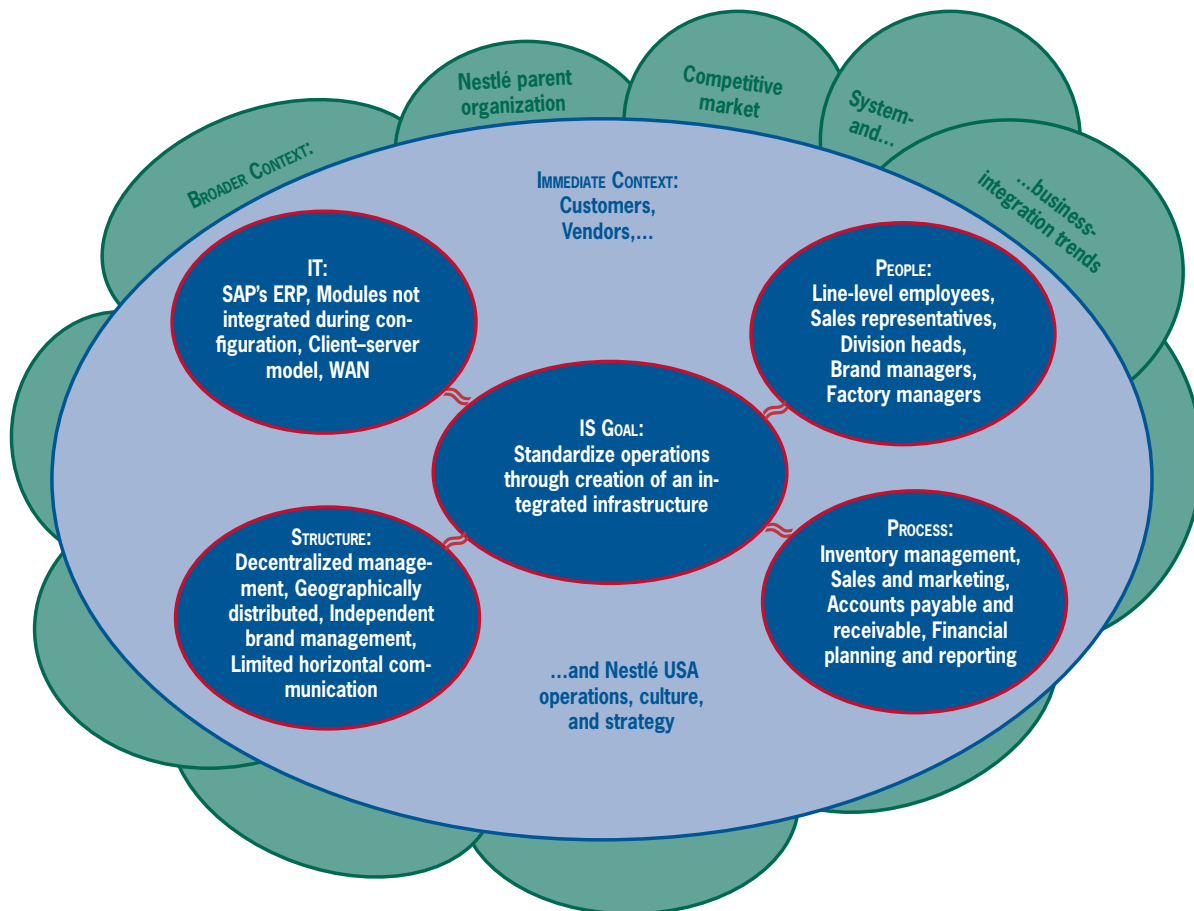 Nestlé parent
organization
Competitive
market
System-
and...
...business-
integration trends
BROADER CONTEXT:
IMMEDIATE CONTEXT:
Customers,
Vendors,...
IT:
SAP's ERP, Modules not
integrated during con-
figuration, Client–server
model, WAN
PEOPLE:
Line-level employees,
Sales representatives,
Division heads,
Brand managers,
Factory managers
IS GOAL:
Standardize operations
through creation of an in-
tegrated infrastructure
STRUCTURE:
Decentralized manage-
ment, Geographically
distributed, Independent
brand management,
Limited horizontal com-
munication
PROCESS:
Inventory management,
Sales and marketing,
Accounts payable and
receivable, Financial
planning and reporting
...and Nestlé USA
operations, culture,
and strategy